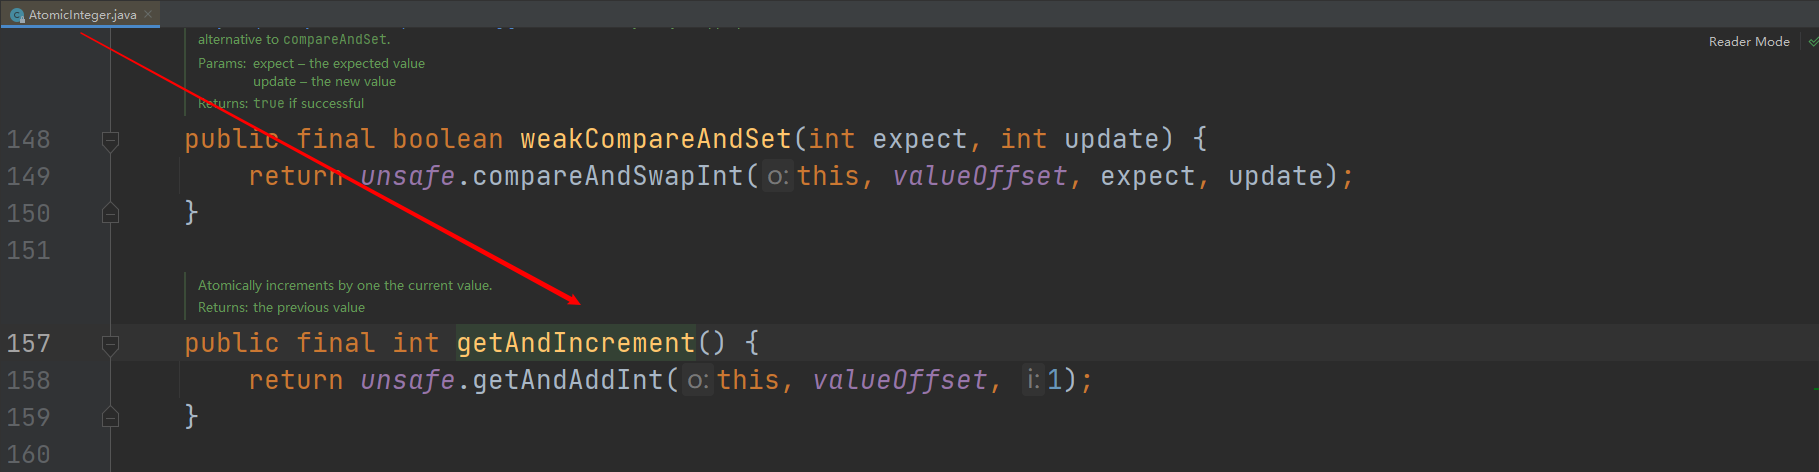 AtomicInteger.java
alternative to compareAndSet.
Reader Mode
Params: expect – the expected value
update – the new value
Returns: true if successful
148 public final boolean weakCompareAndSet(int expect, int update) {
149 return unsafe.compareAndSwapInt( o: this, valueOffset, expect, update);
150 }
151
Atomically increments by one the current value.
Returns: the previous value
157 public final int getAndIncrement() {
158 return unsafe.getAndAddInt( o: this, valueOffset, i: 1);
159 }
160